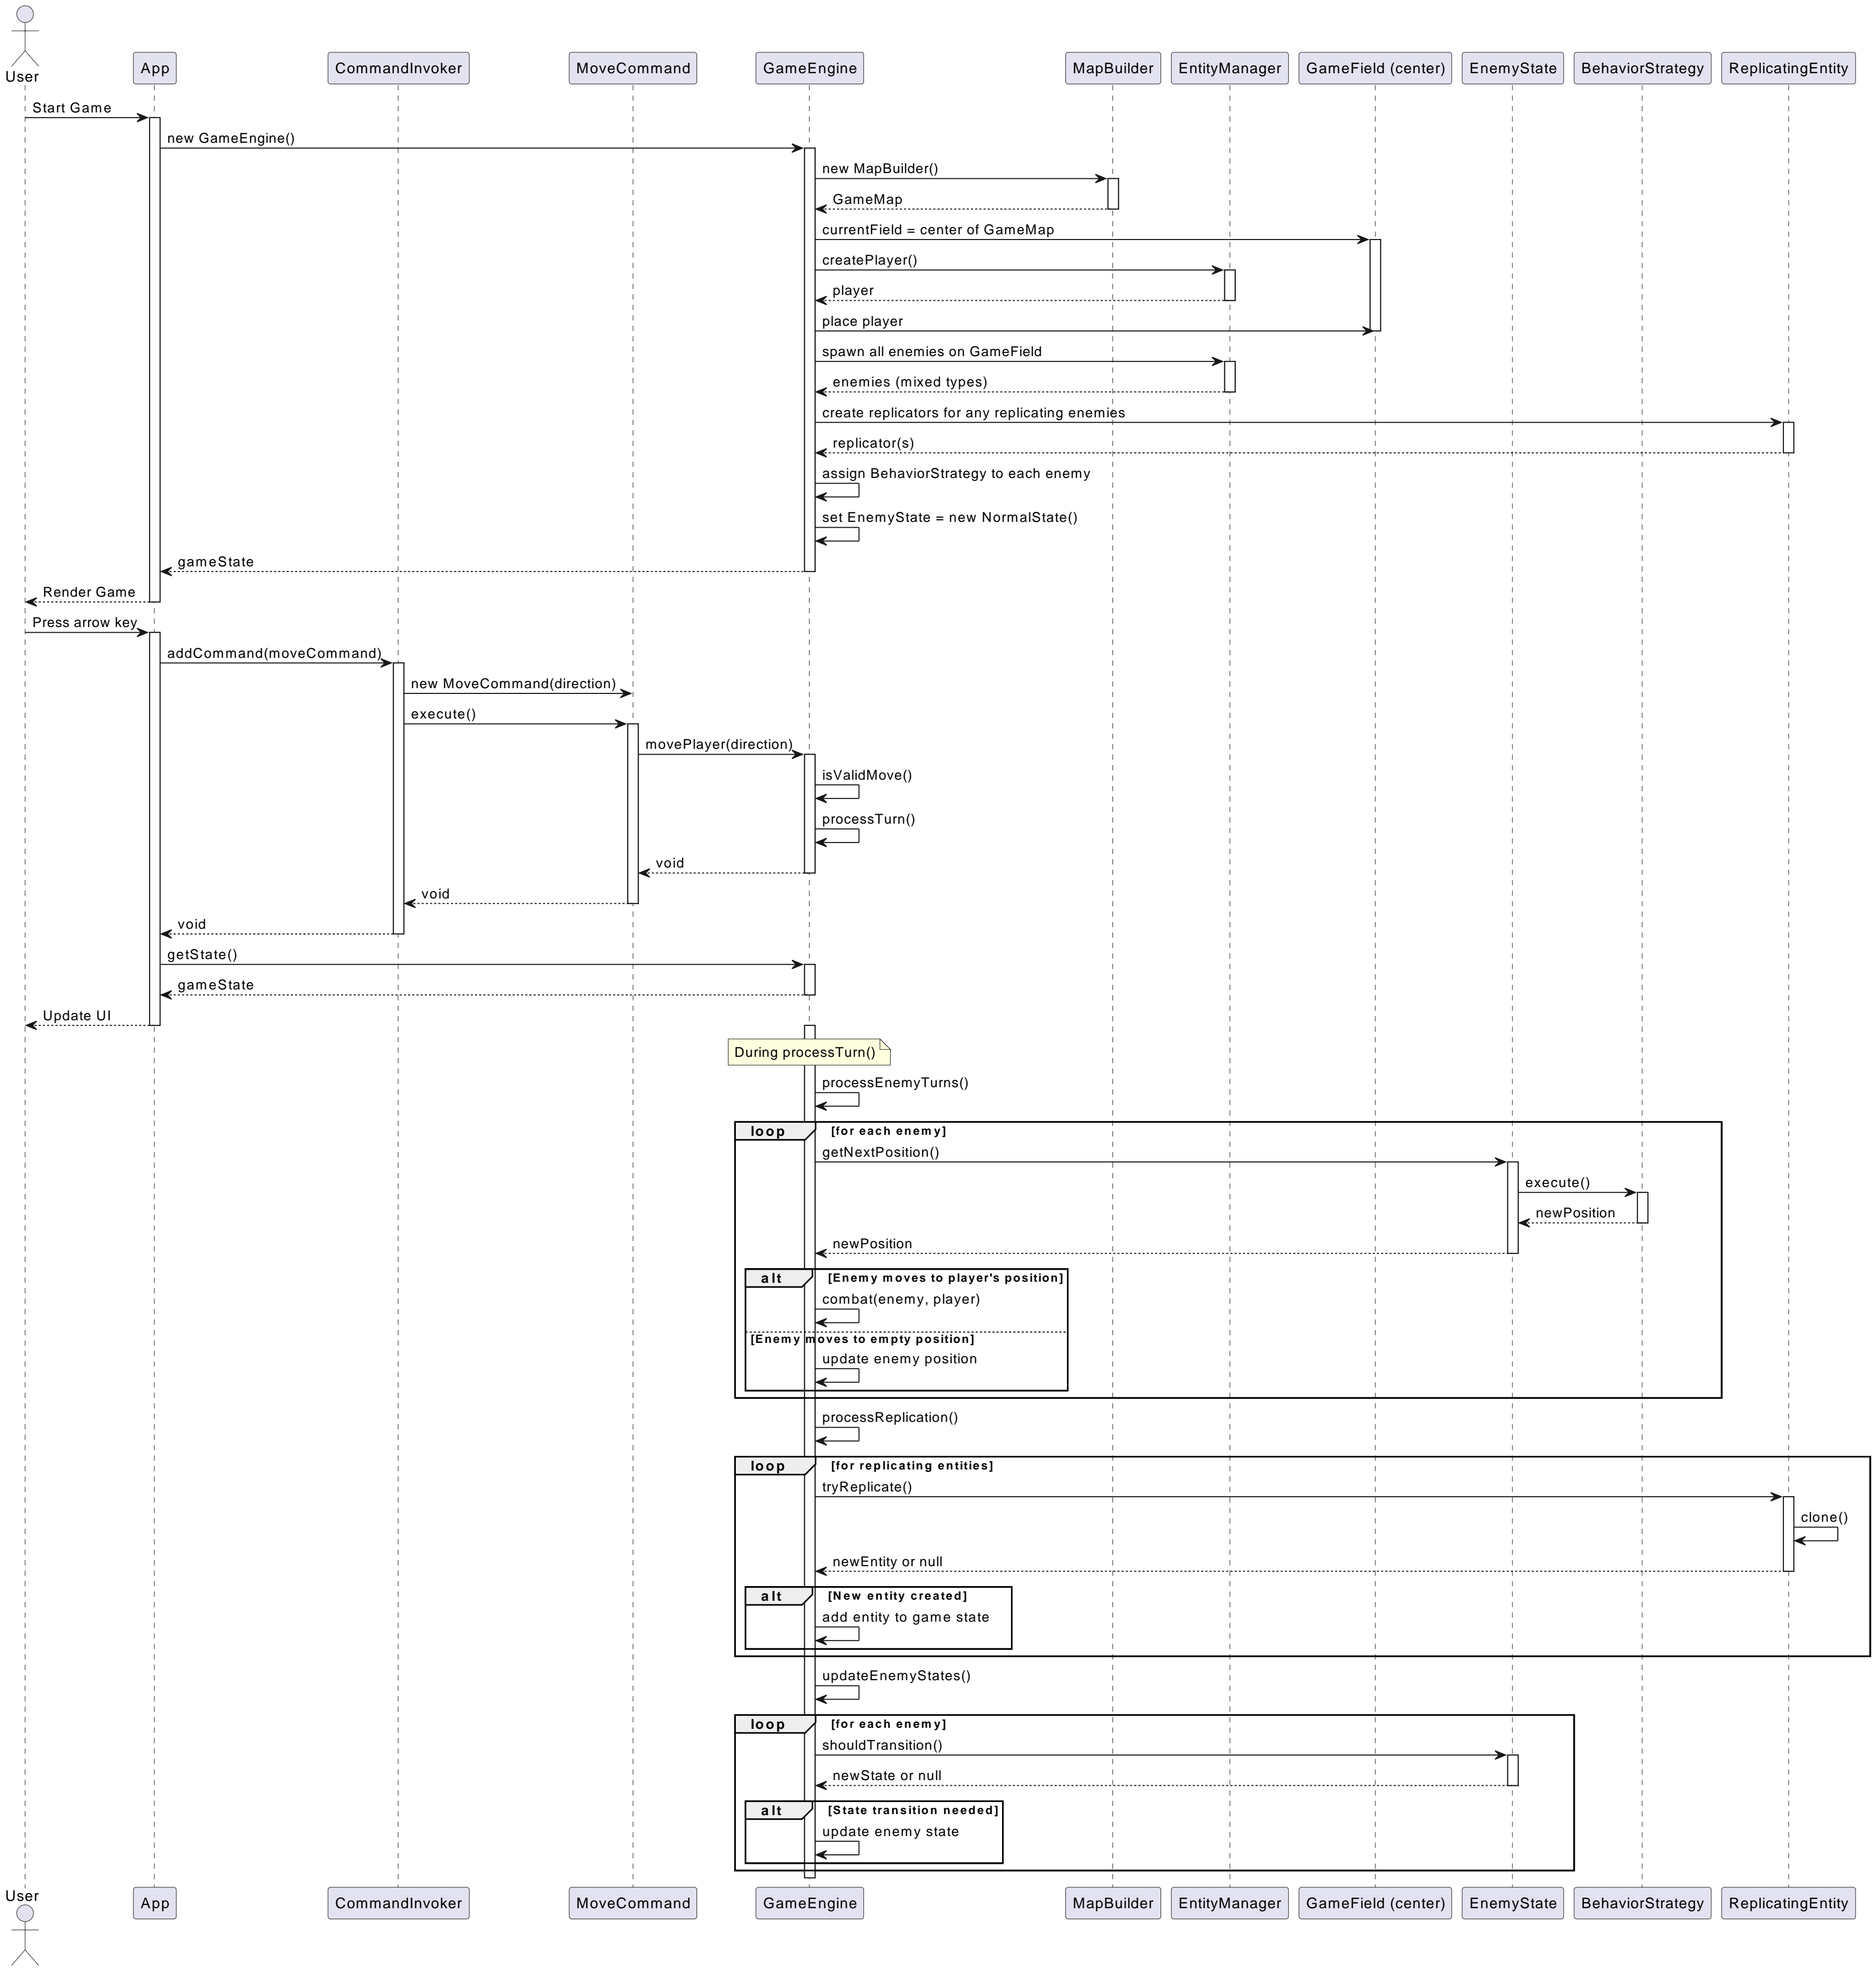 User
App
CommandInvoker
MoveCommand
GameEngine
MapBuilder
EntityManager
GameField (center)
EnemyState
BehaviorStrategy
ReplicatingEntity
Start Game
new GameEngine()
new MapBuilder()
GameMap
currentField = center of GameMap
createPlayer()
player
place player
spawn all enemies on GameField
enemies (mixed types)
create replicators for any replicating enemies
replicator(s)
assign BehaviorStrategy to each enemy
set EnemyState = new NormalState()
gameState
Render Game
Press arrow key
addCommand(moveCommand)
new MoveCommand(direction)
execute()
movePlayer(direction)
isValidMove()
processTurn()
void
void
void
getState()
gameState
Update UI
During processTurn()
processEnemyTurns()
loop [for each enemy]
getNextPosition()
execute()
newPosition
newPosition
alt [Enemy moves to player's position]
combat(enemy, player)
[Enemy moves to empty position]
update enemy position
processReplication()
loop [for replicating entities]
tryReplicate()
clone()
newEntity or null
alt [New entity created]
add entity to game state
updateEnemyStates()
loop [for each enemy]
shouldTransition()
newState or null
alt [State transition needed]
update enemy state
User
App
CommandInvoker
MoveCommand
GameEngine
MapBuilder
EntityManager
GameField (center)
EnemyState
BehaviorStrategy
ReplicatingEntity